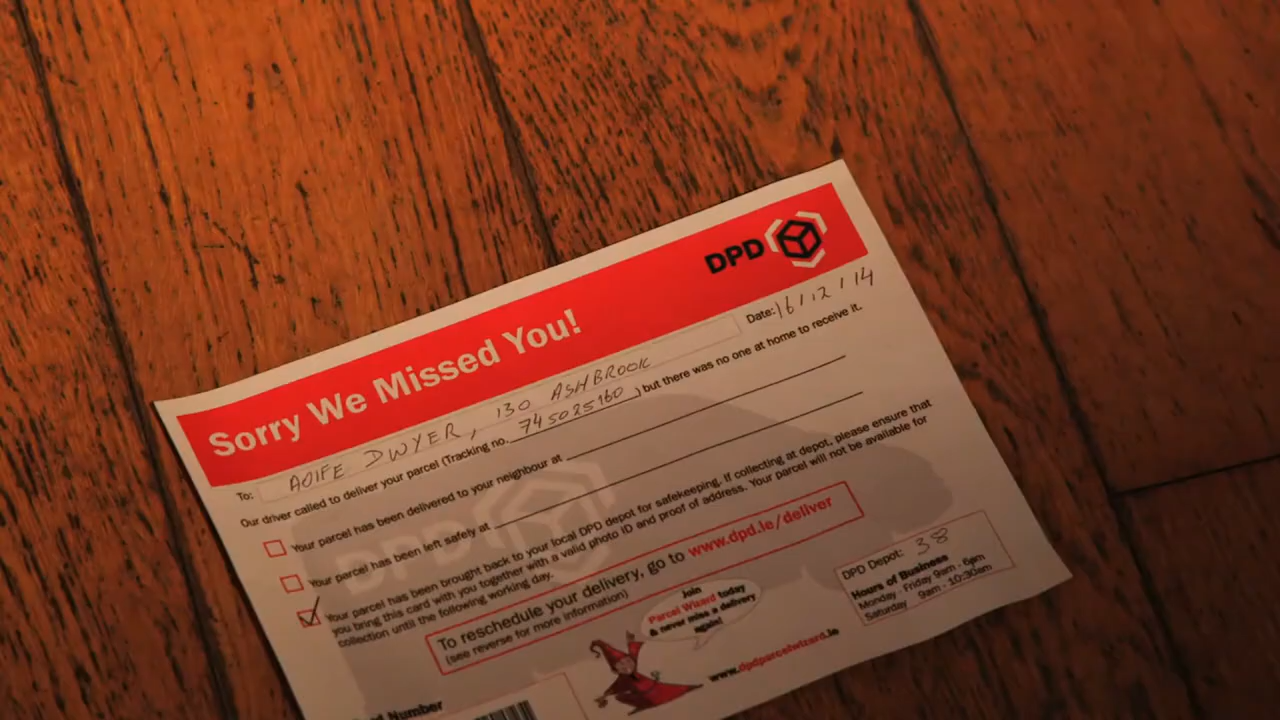 DPD
Sorry We Missed You!
Date: 16/12/14
To: AOIFE DWYER, 130 ASHBROOK
Our driver called to deliver your parcel (Tracking no. 745025160) but there was no one at home to receive it.
Your parcel has been delivered to your neighbour at
Your parcel has been left safely at
Your parcel has been brought back to your local DPD depot for safekeeping. If collecting at depot, please ensure that
you bring this card with you together with a valid photo ID and proof of address. Your parcel will not be available for
collection until the following working day.
To reschedule your delivery, go to www.dpd.ie/deliver
(see reverse for more information)
DPD Depot: 38
Hours of Business
Monday - Friday 9am - 6pm
Saturday 9am - 10:30am
Join
Parcel Wizard today
& never miss a delivery
again!
www.dpdparcelwizard.ie
Number